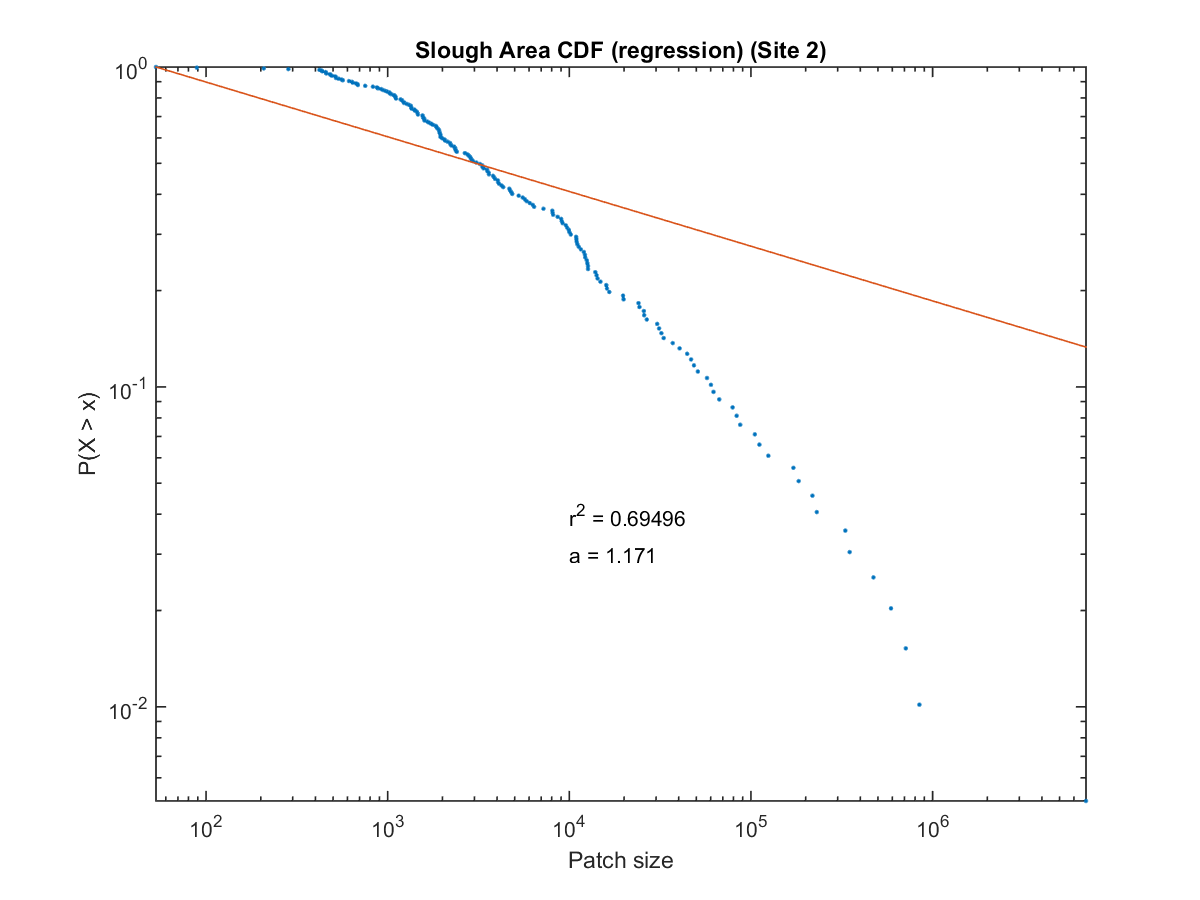 Slough Area CDF (regression) (Site 2)
10^0
10^-1
10^-2
P(X > x)
r^2 = 0.69496
a = 1.171
10^2 10^3 10^4 10^5 10^6
Patch size